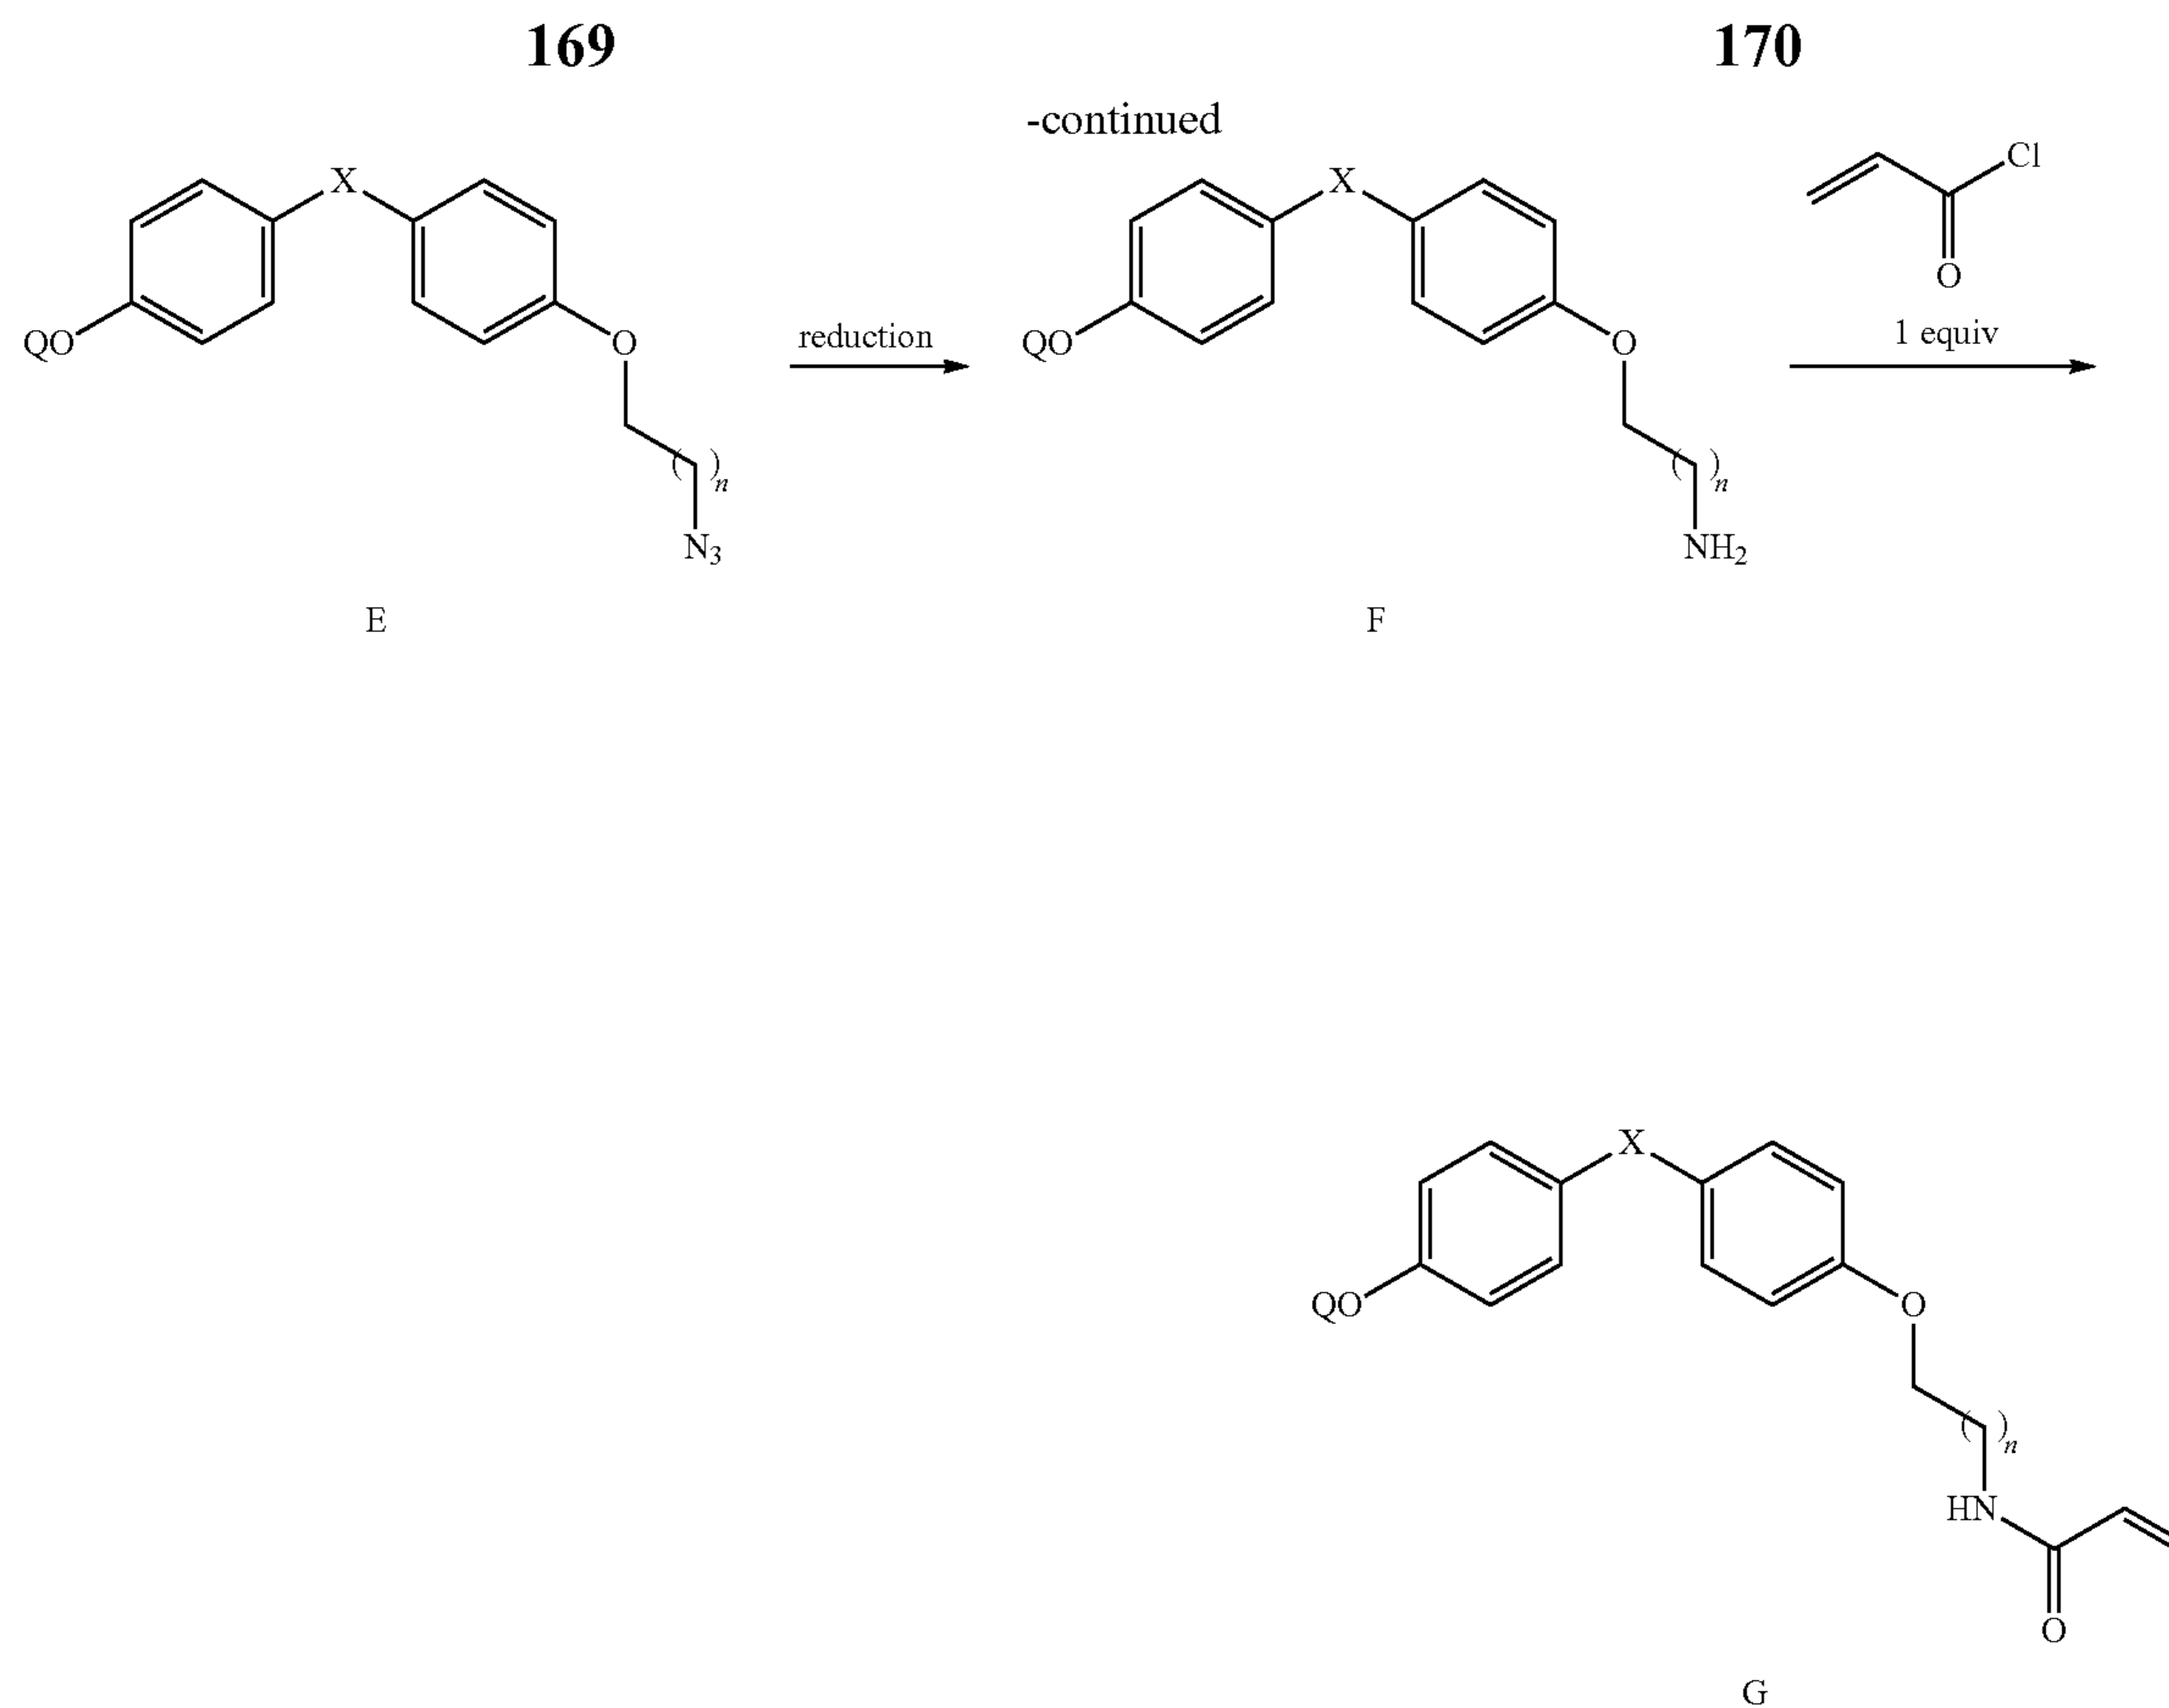 169 170
-continued
X X Cl
O
QO O reduction QO O 1 equiv
( )n ( )n
N3 NH2
E F
X
QO O
( )n
HN
O
G